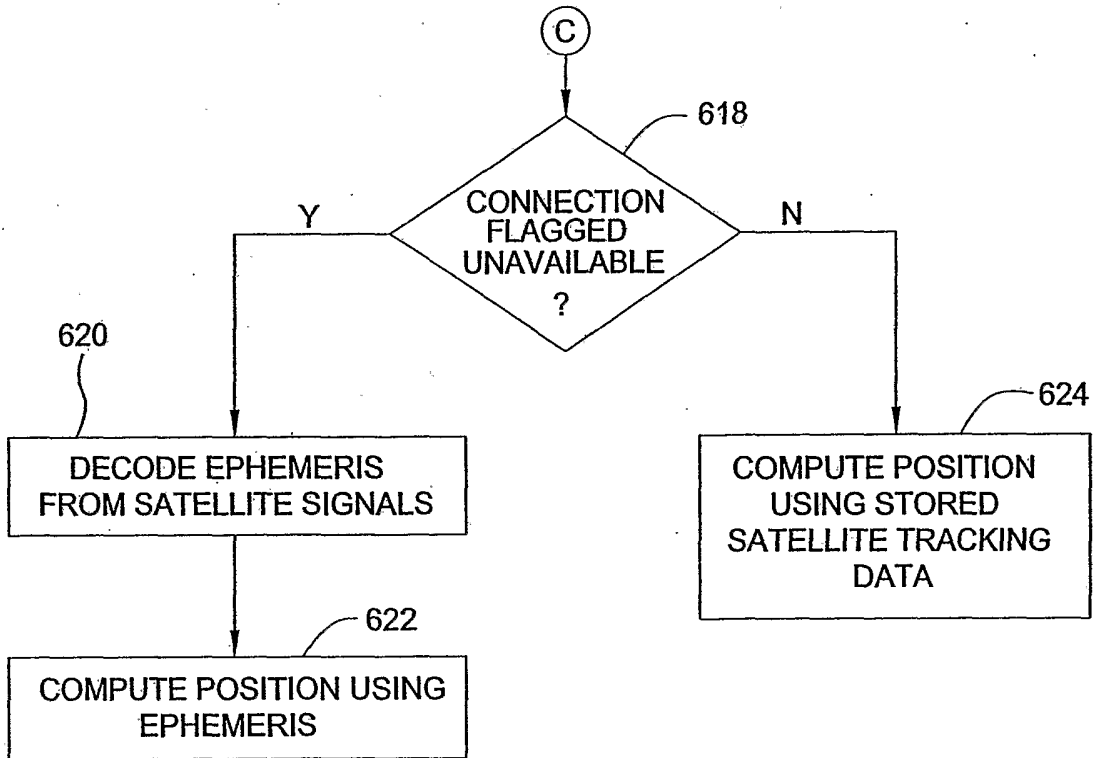 C
618
CONNECTION
FLAGGED
UNAVAILABLE
?
Y
N
620
DECODE EPHEMERIS
FROM SATELLITE SIGNALS
624
COMPUTE POSITION
USING STORED
SATELLITE TRACKING
DATA
622
COMPUTE POSITION USING
EPHEMERIS